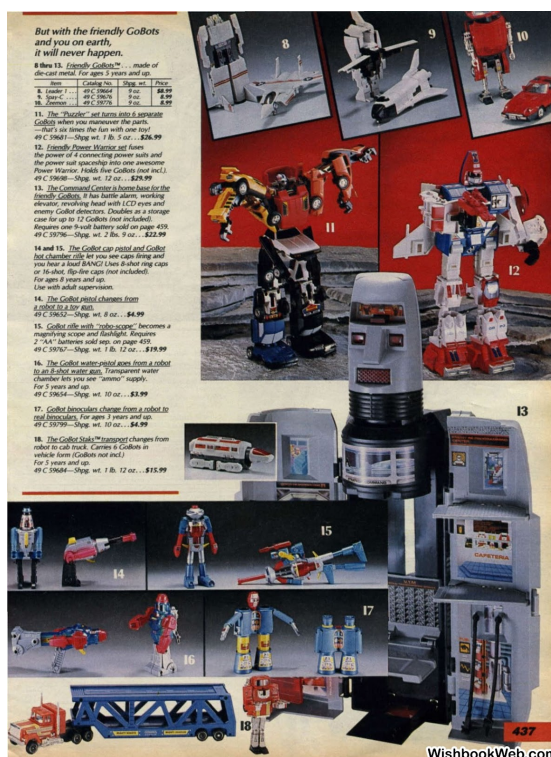 But with the friendly GoBots
and you on earth,
it will never happen.
8 thru 13. Friendly GoBots™ . . . made of
die-cast metal. For ages 5 years and up.
Item Catalog No. Shpg. wt. Price
8. Leader 1 . . . 49 C 59664 9 oz. $8.99
9. Spay-C . . . 49 C 59676 9 oz. 8.99
10. Zeemon . . . 49 C 59776 9 oz. 8.99
11. The "Puzzler" set turns into 6 separate
GoBots when you maneuver the parts.
—that's six times the fun with one toy!
49 C 59681—Shpg. wt. 1 lb. 5 oz. . . $26.99
12. Friendly Power Warrior set fuses
the power of 4 connecting power suits and
the power suit spaceship into one awesome
Power Warrior. Holds five GoBots (not incl.).
49 C 59698—Shpg. wt. 12 oz. . . $29.99
13. The Command Center is home base for the
friendly GoBots. It has battle alarm, working
elevator, revolving head with LCD eyes and
enemy GoBot detectors. Doubles as a storage
case for up to 12 GoBots (not included).
Requires one 9-volt battery sold on page 459.
49 C 59796—Shpg. wt. 2 lbs. 9 oz. . . $22.99
14 and 15. The GoBot cap pistol and GoBot
hot chamber rifle let you see caps firing and
you hear a loud BANG! Uses 8-shot ring caps
or 16-shot, flip-fire caps (not included).
For ages 8 years and up.
Use with adult supervision.
14. The GoBot pistol changes from
a robot to a toy gun.
49 C 59652—Shpg. wt. 8 oz. . . $4.99
15. GoBot rifle with "robo-scope" becomes a
magnifying scope and flashlight. Requires
2 "AA" batteries sold sep. on page 459.
49 C 59767—Shpg. wt. 1 lb. 12 oz. . . $19.99
16. The GoBot water-pistol goes from a robot
to an 8-shot water gun. Transparent water
chamber lets you see "ammo" supply.
For 5 years and up.
49 C 59654—Shpg. wt. 10 oz. . . $3.99
17. GoBot binoculars change from a robot to
real binoculars. For ages 3 years and up.
49 C 59799—Shpg. wt. 10 oz. . . $4.99
18. The GoBot Staks™ transport changes from
robot to cab truck. Carries 6 GoBots in
vehicle form (GoBots not incl.)
For 5 years and up.
49 C 59684—Shpg. wt. 1 lb. 12 oz. . . $15.99
8
9
10
11
12
13
CAFETERIA
14
15
16
17
18
437
WishbookWeb.com